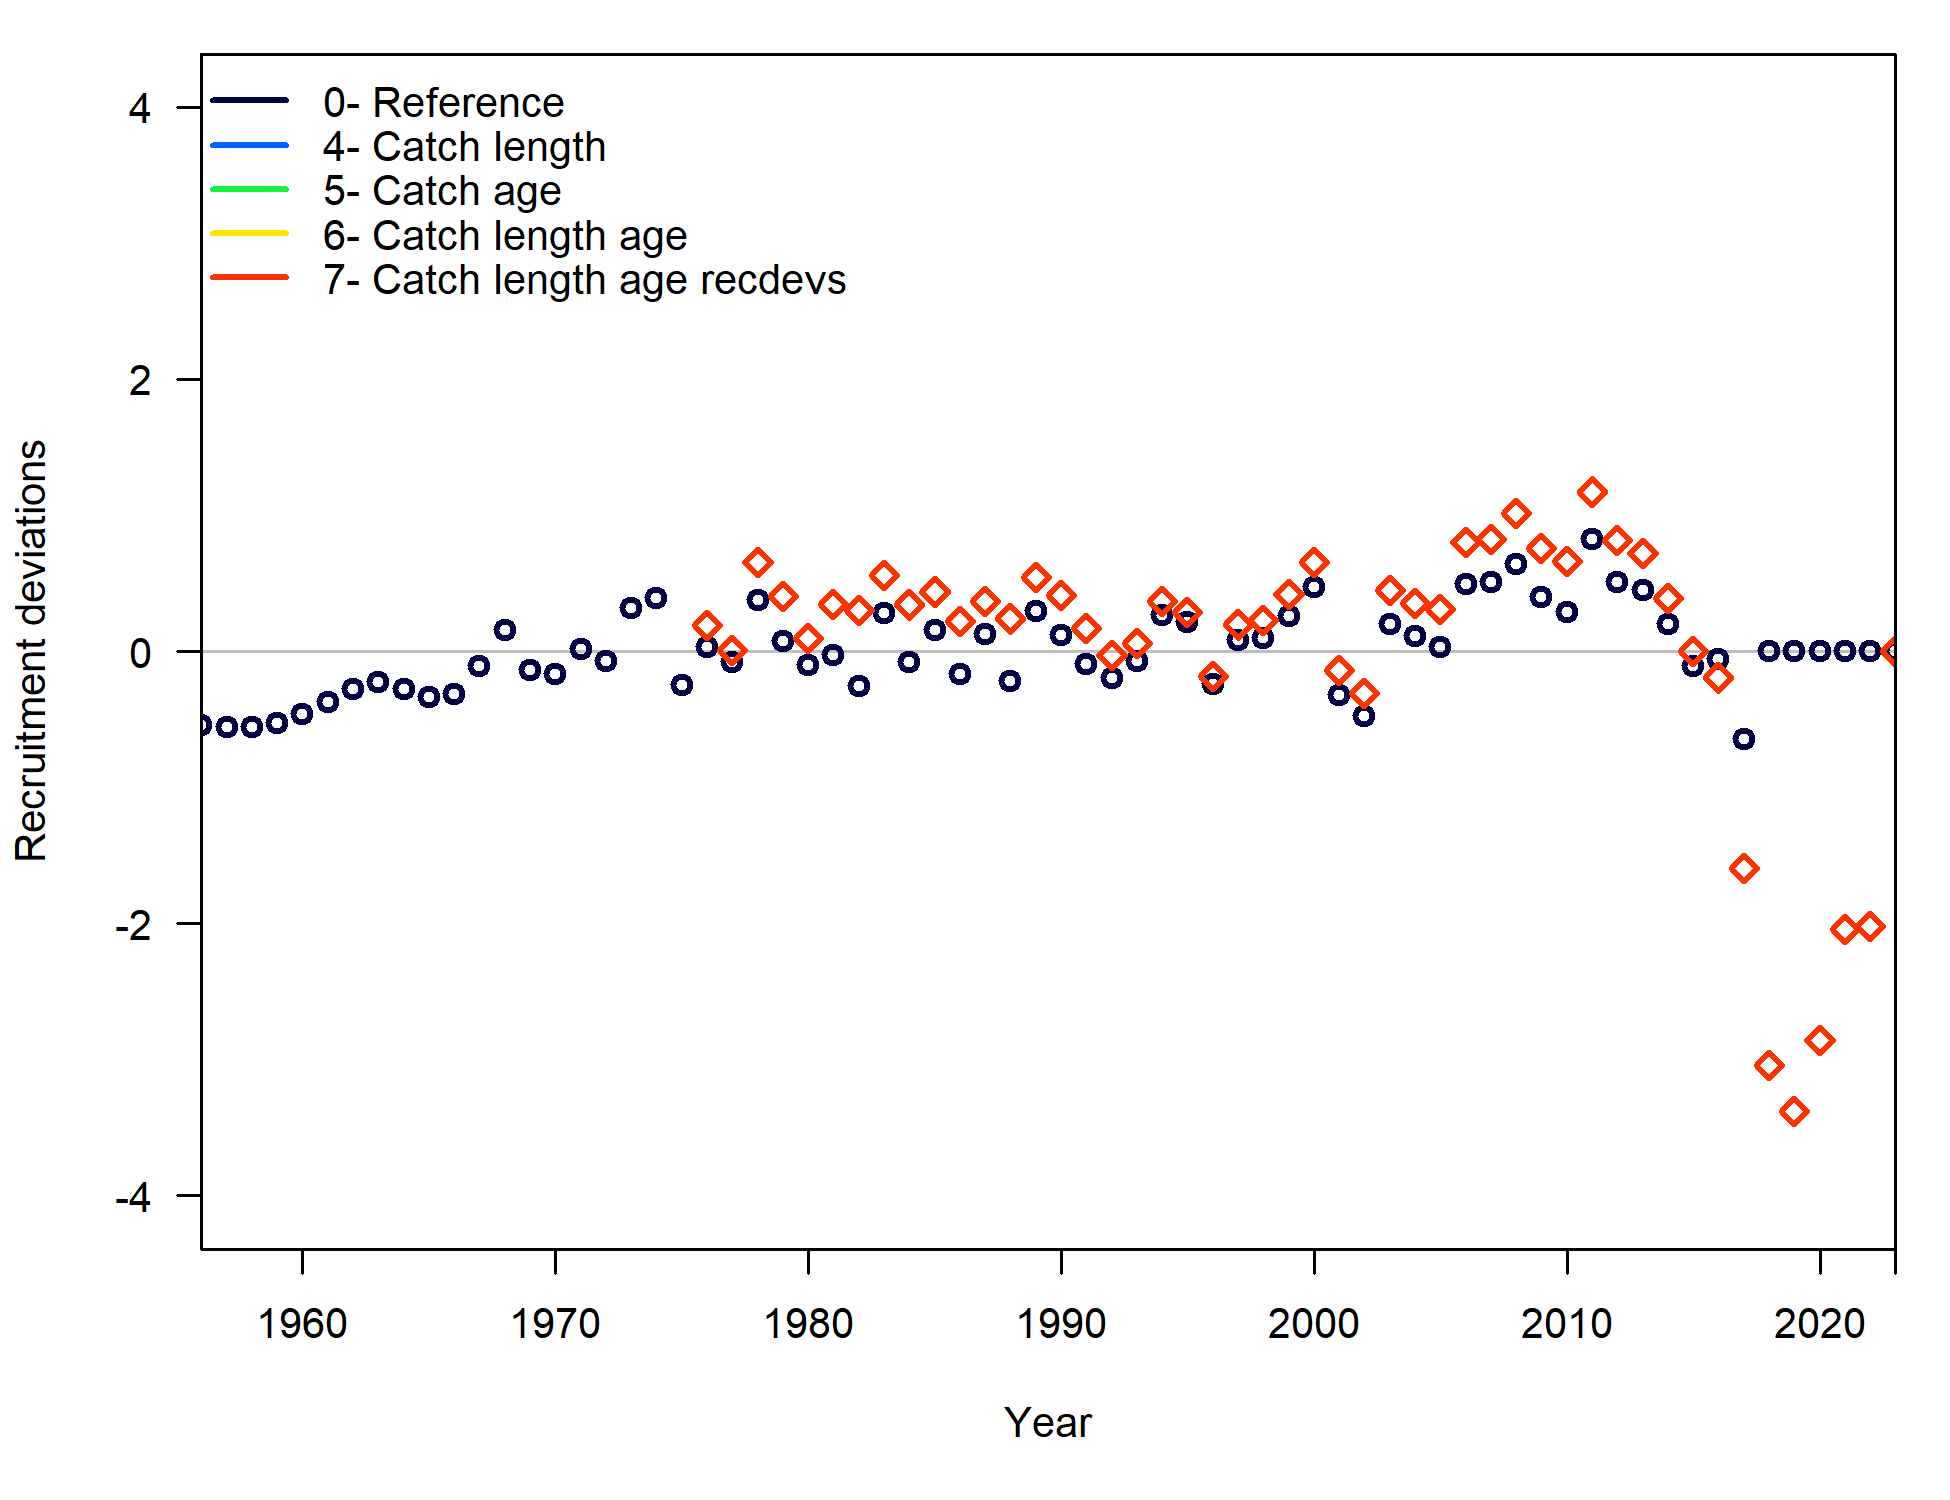 0- Reference
4- Catch length
5- Catch age
6- Catch length age
7- Catch length age recdevs
4
2
0
-2
-4
Recruitment deviations
1960 1970 1980 1990 2000 2010 2020
Year